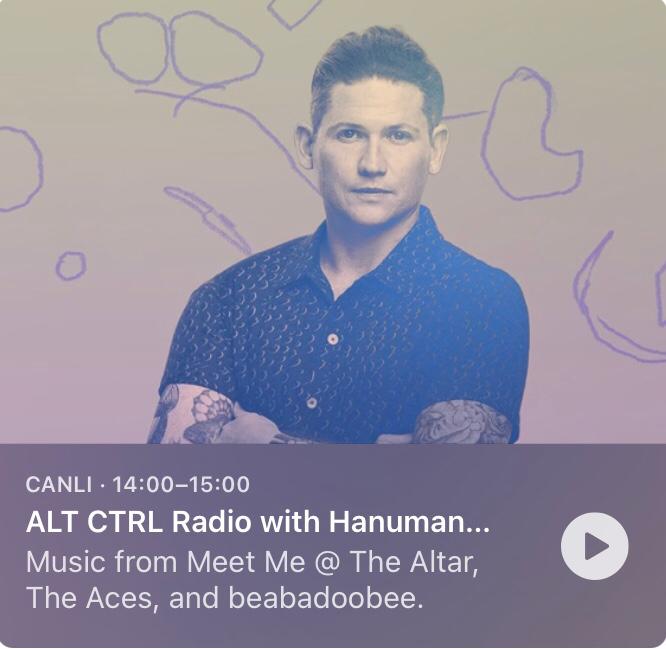 CANLI · 14:00–15:00
ALT CTRL Radio with Hanuman...
Music from Meet Me @ The Altar,
The Aces, and beabadoobee.